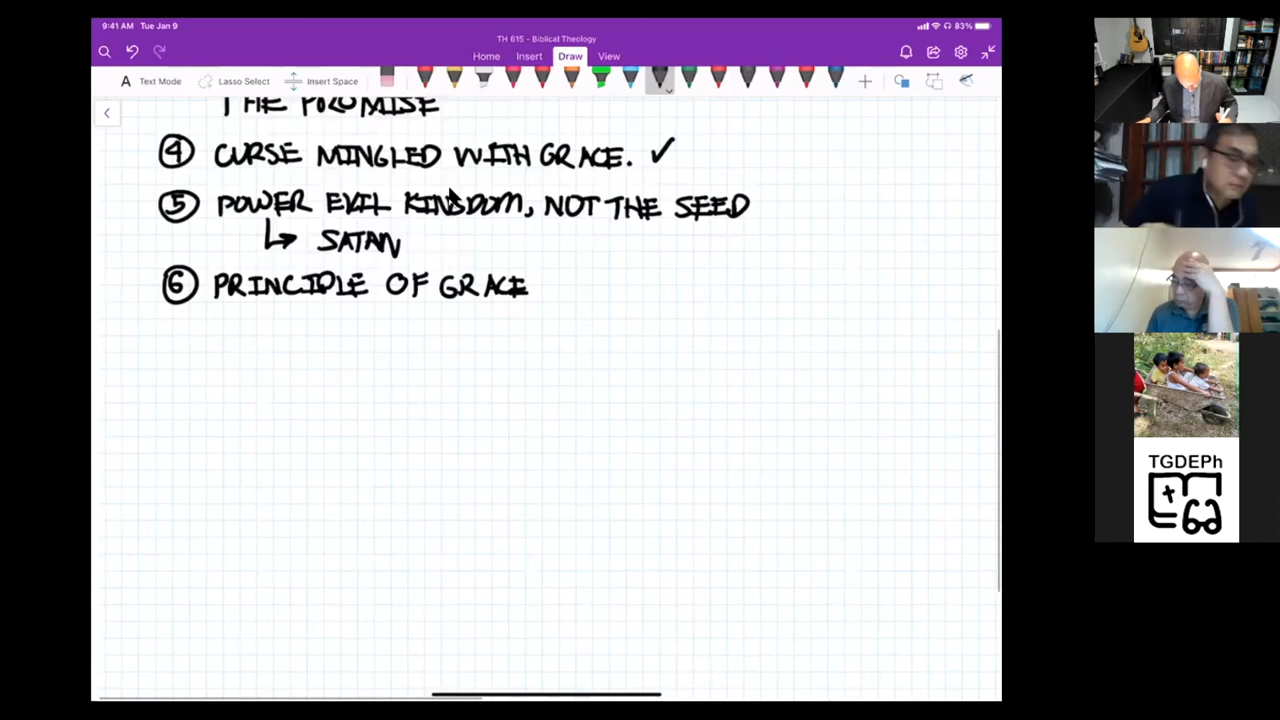 9:41 AM Tue Jan 9
83%
TH 615 - Biblical Theology
Home Insert Draw View
Text Mode Lasso Select Insert Space
THE PROMISE
④ CURSE MINGLED WITH GRACE. ✓
⑤ POWER EVIL KINGDOM, NOT THE SEED
↳ SATAN
⑥ PRINCIPLE OF GRACE
TGDEPh